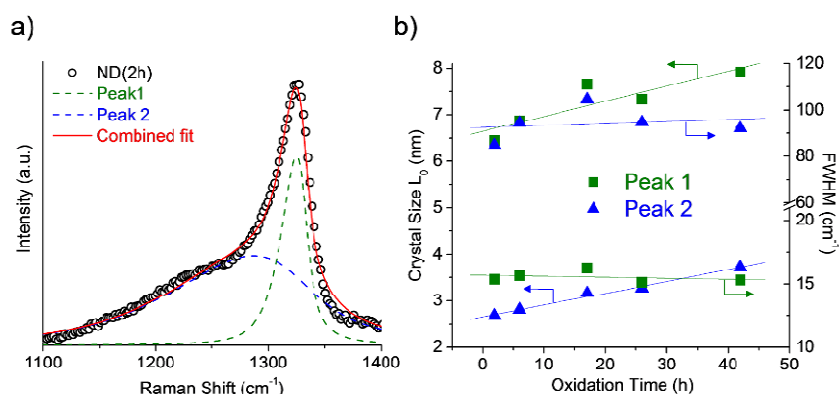 a)
ND(2h)
Peak1
Peak 2
Combined fit
Intensity (a.u.)
1100 1200 1300 1400
Raman Shift (cm⁻¹)
b)
8
7
6
5
4
3
2
Crystal Size L₀ (nm)
Peak 1
Peak 2
120
100
80
60
20
15
10
FWHM (cm⁻¹)
0 10 20 30 40 50
Oxidation Time (h)